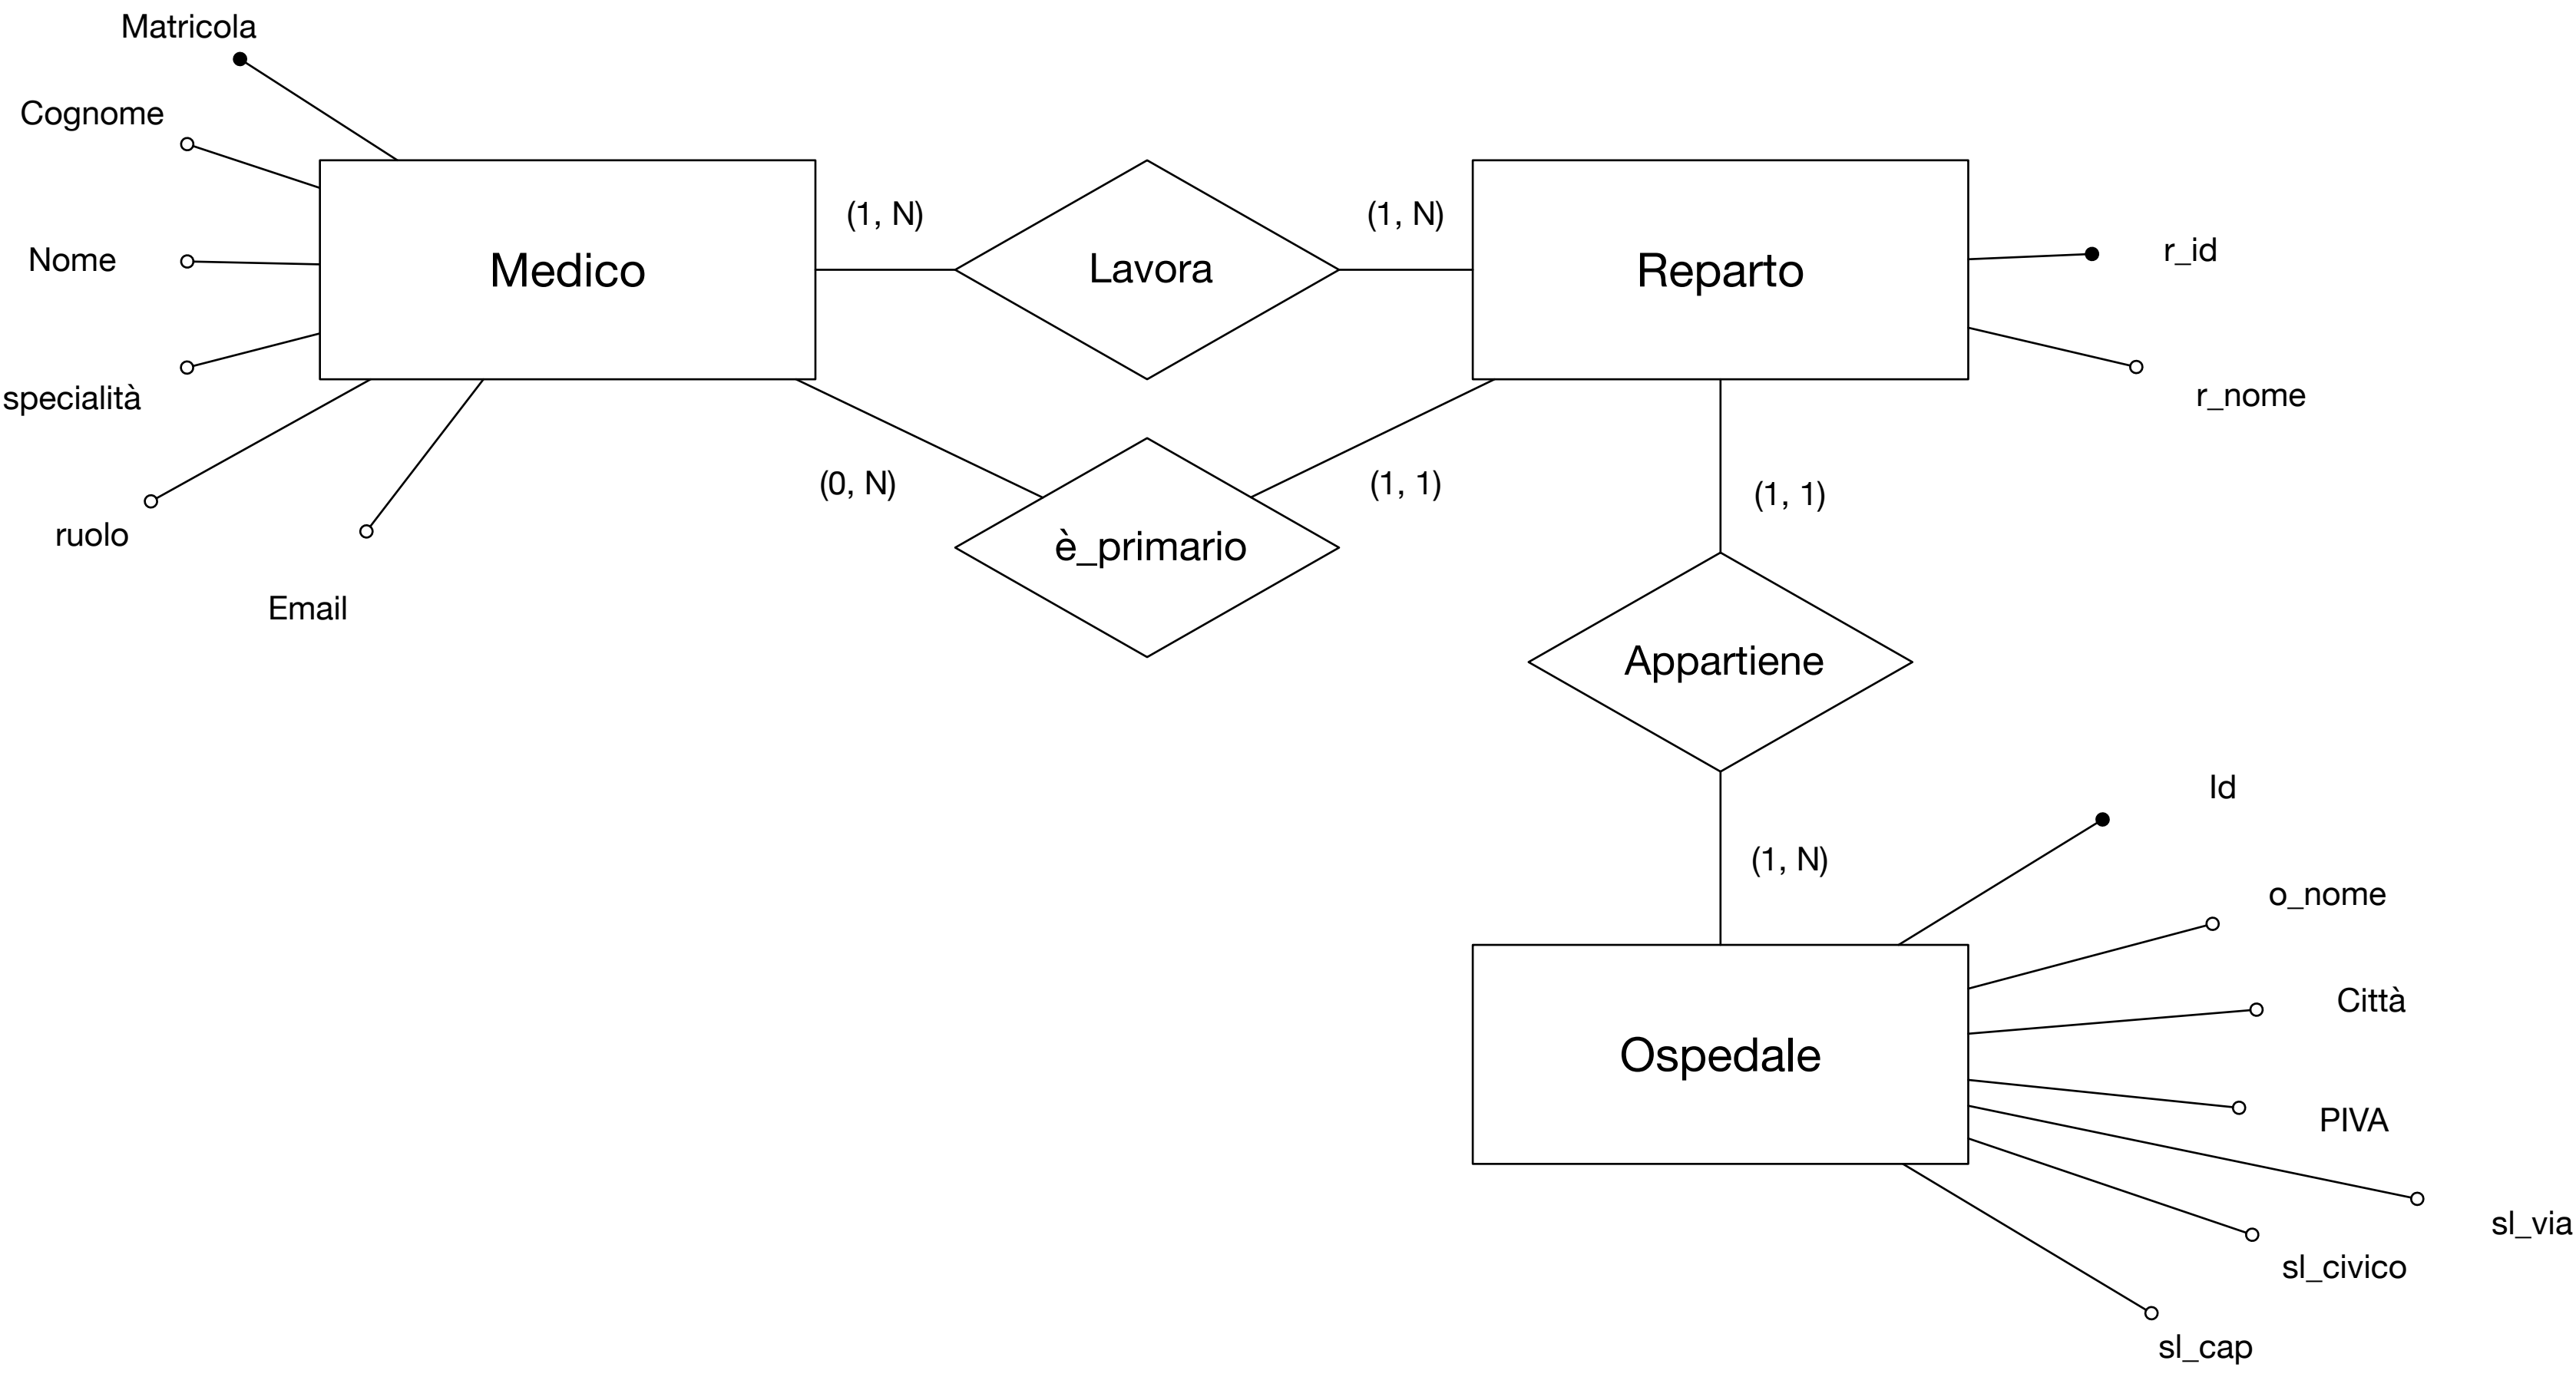 Matricola
Cognome
Nome
specialità
ruolo
Email
Medico
(1, N)
Lavora
(1, N)
Reparto
r_id
r_nome
(0, N)
è_primario
(1, 1)
(1, 1)
Appartiene
(1, N)
Ospedale
Id
o_nome
Città
PIVA
sl_via
sl_civico
sl_cap